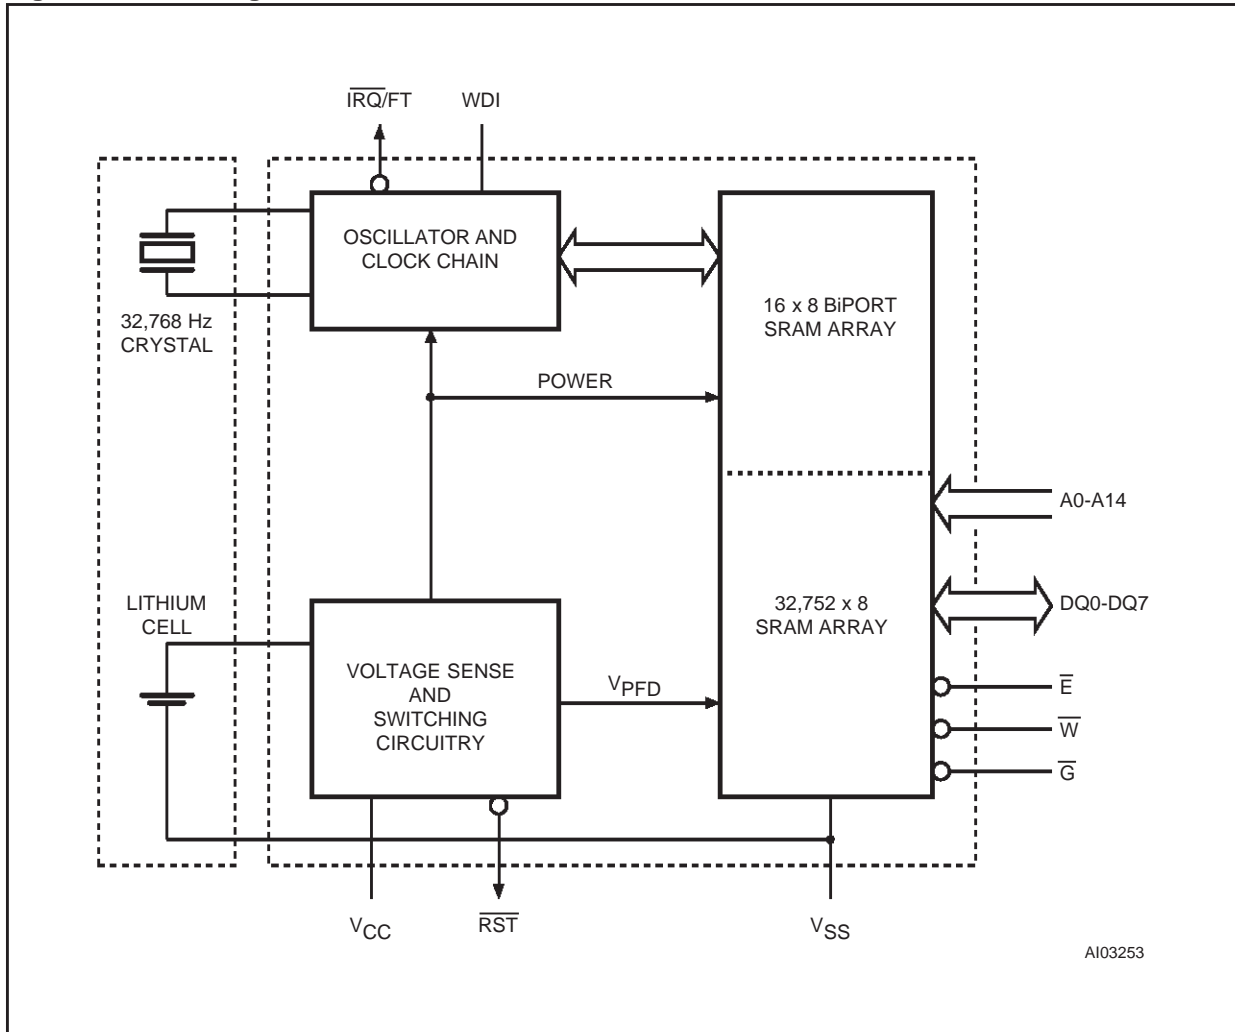 IRQ/FT
WDI
OSCILLATOR AND
CLOCK CHAIN
32,768 Hz
CRYSTAL
16 x 8 BiPORT
SRAM ARRAY
POWER
A0-A14
LITHIUM
CELL
32,752 x 8
SRAM ARRAY
DQ0-DQ7
VOLTAGE SENSE
AND
SWITCHING
CIRCUITRY
VPFD
E
W
G
VCC
RST
VSS
AI03253